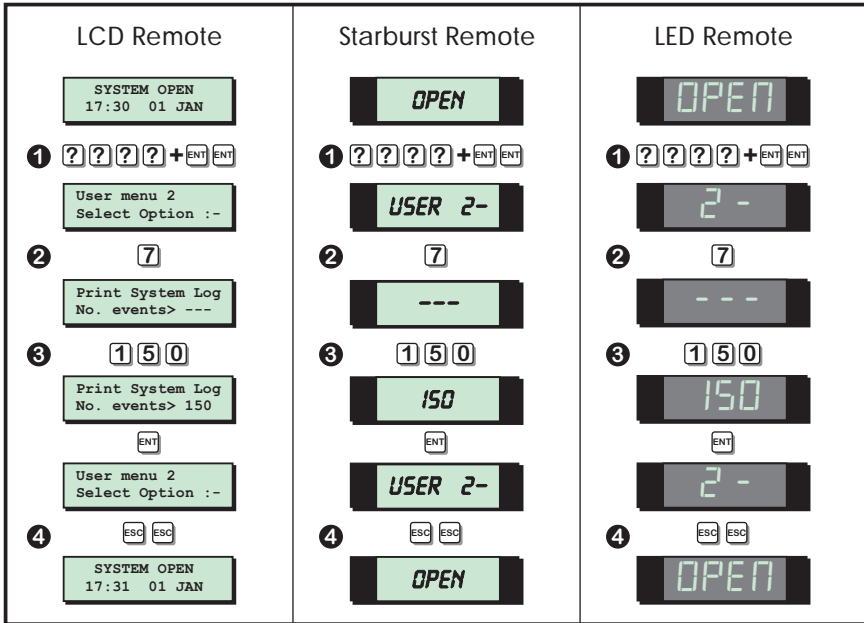 LCD Remote
SYSTEM OPEN
17:30 01 JAN
1 ? ? ? ? + ENT ENT
User menu 2
Select Option :-
2 7
Print System Log
No. events> ---
3 1 5 0
Print System Log
No. events> 150
ENT
User menu 2
Select Option :-
4 ESC ESC
SYSTEM OPEN
17:31 01 JAN
Starburst Remote
OPEN
1 ? ? ? ? + ENT ENT
USER 2-
2 7
---
3 1 5 0
150
ENT
USER 2-
4 ESC ESC
OPEN
LED Remote
OPEN
1 ? ? ? ? + ENT ENT
2 -
2 7
- - -
3 1 5 0
150
ENT
2 -
4 ESC ESC
OPEN